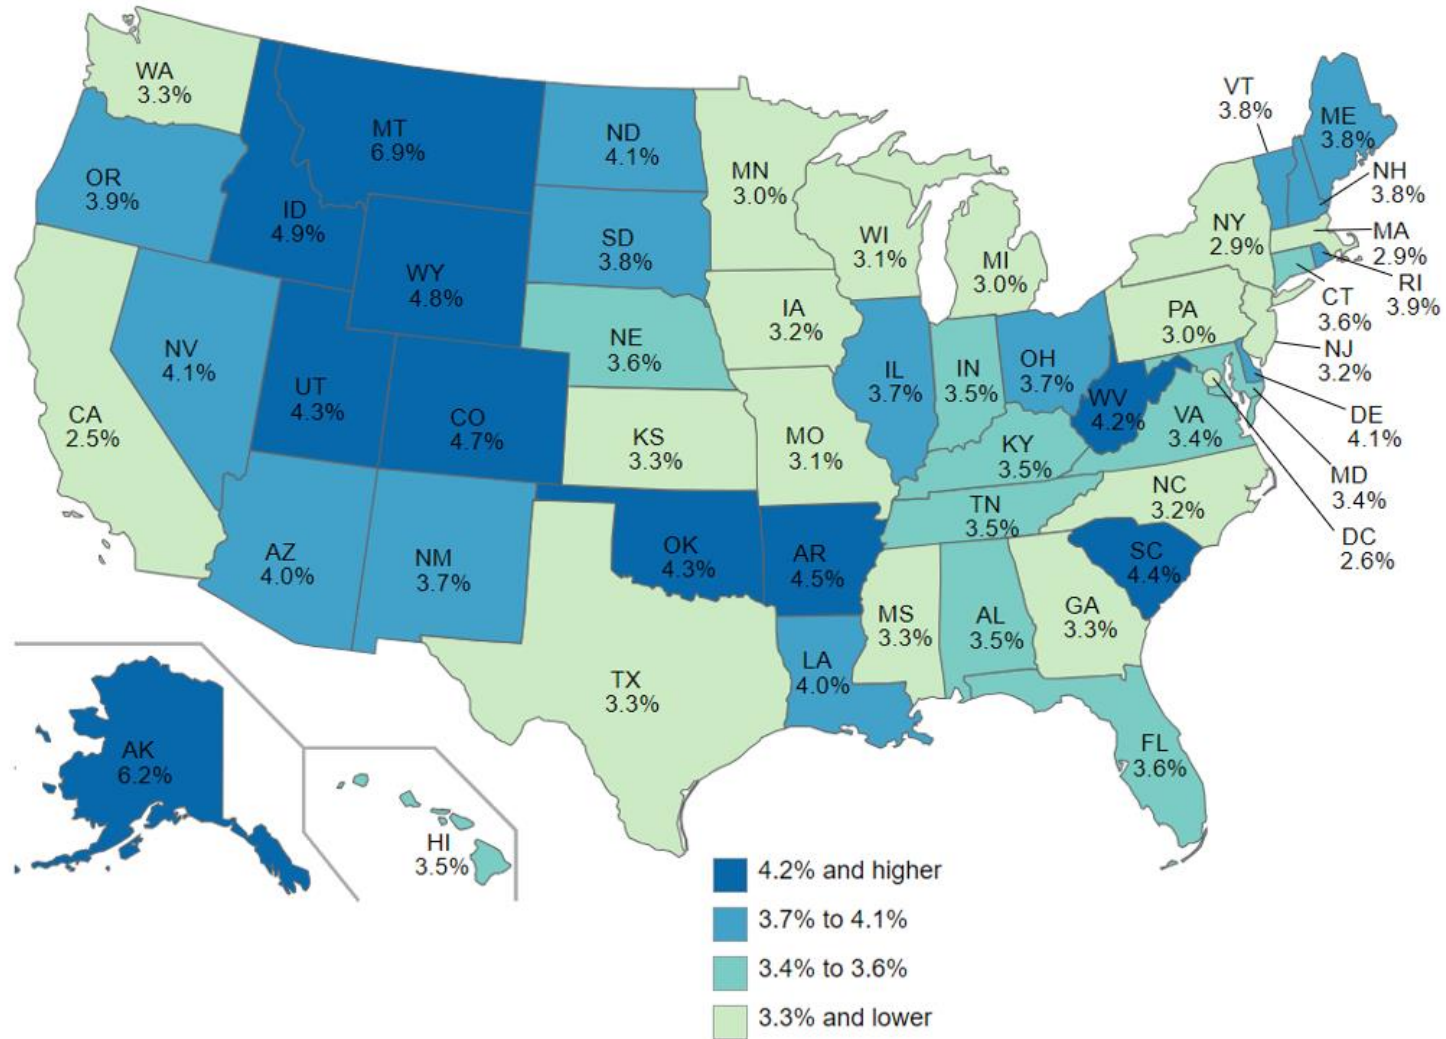 WA
3.3%
MT
6.9%
ND
4.1%
MN
3.0%
VT
3.8%
ME
3.8%
OR
3.9%
ID
4.9%
WY
4.8%
SD
3.8%
WI
3.1%
MI
3.0%
NY
2.9%
NH
3.8%
MA
2.9%
RI
3.9%
CT
3.6%
NJ
3.2%
NV
4.1%
UT
4.3%
CO
4.7%
NE
3.6%
IA
3.2%
IL
3.7%
IN
3.5%
OH
3.7%
PA
3.0%
WV
4.2%
VA
3.4%
DE
4.1%
MD
3.4%
DC
2.6%
CA
2.5%
KS
3.3%
MO
3.1%
KY
3.5%
TN
3.5%
NC
3.2%
AZ
4.0%
NM
3.7%
OK
4.3%
AR
4.5%
SC
4.4%
MS
3.3%
AL
3.5%
GA
3.3%
TX
3.3%
LA
4.0%
FL
3.6%
AK
6.2%
HI
3.5%
4.2% and higher
3.7% to 4.1%
3.4% to 3.6%
3.3% and lower